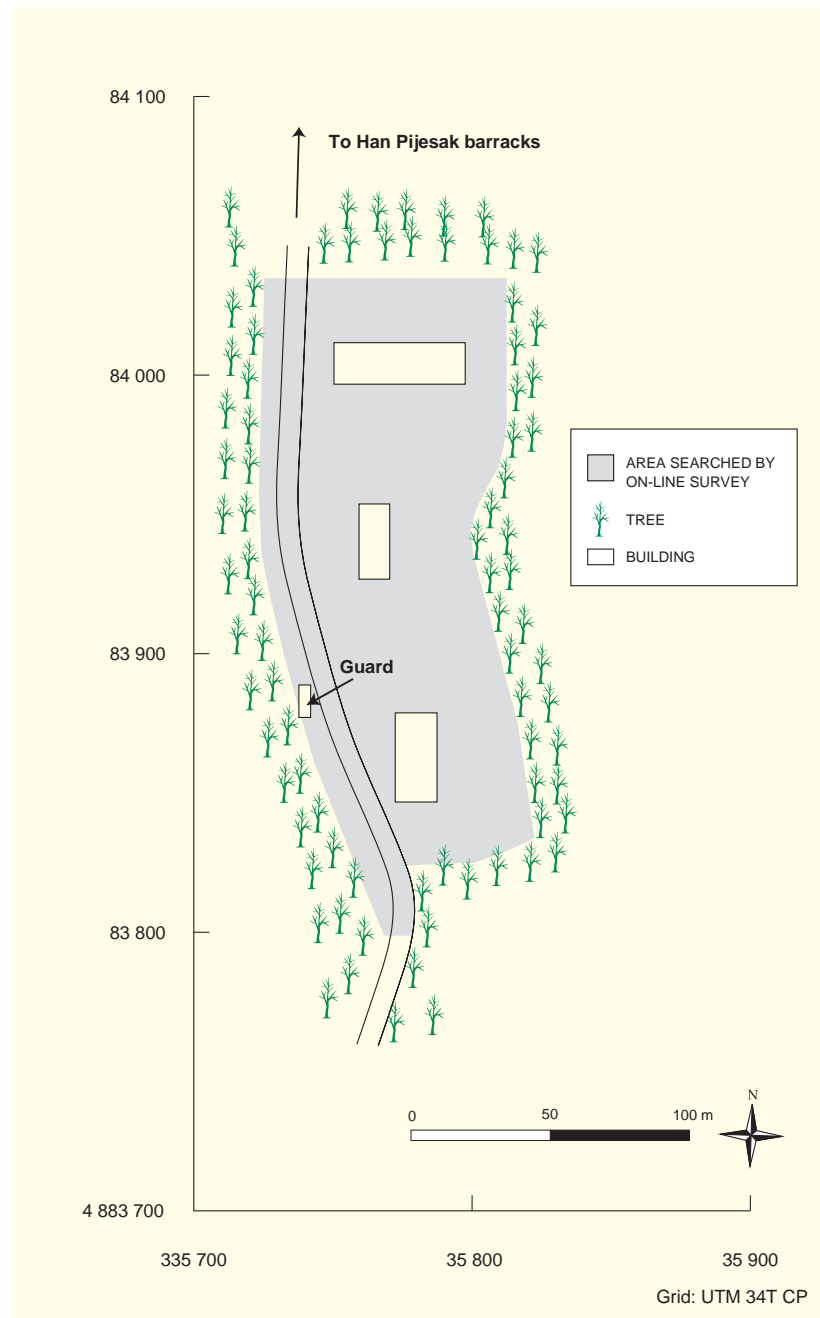 84 100
To Han Pijesak barracks
84 000
AREA SEARCHED BY
ON-LINE SURVEY
TREE
BUILDING
83 900
Guard
83 800
N
0 50 100 m
4 883 700
335 700 35 800 35 900
Grid: UTM 34T CP